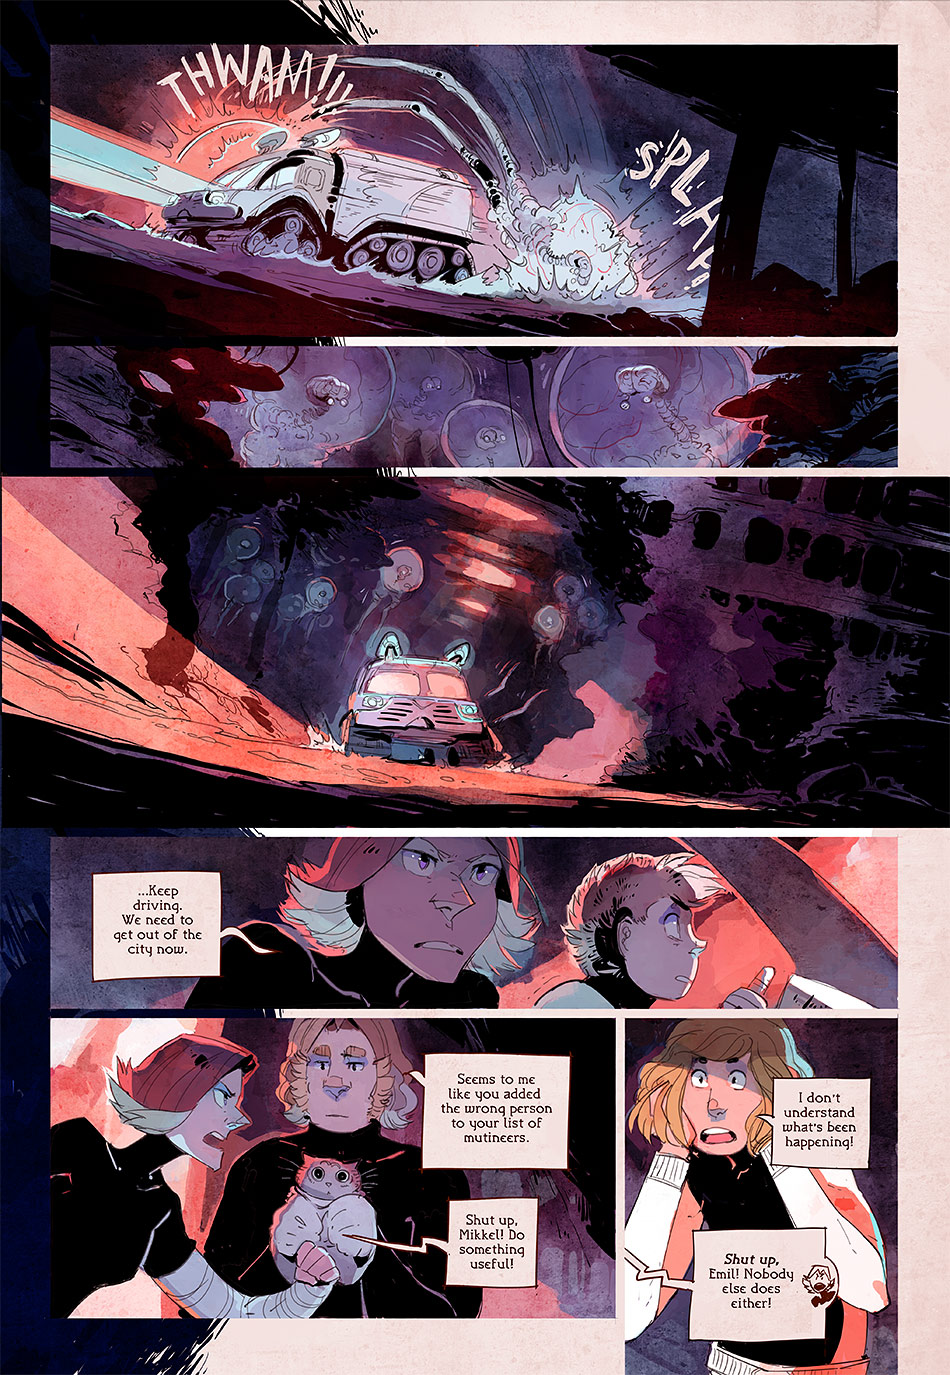 THWAM!!!
SPLAT
...Keep
driving.
We need to
get out of the
city now.
Seems to me
like you added
the wrong person
to your list of
mutineers.
Shut up,
Mikkel! Do
something
useful!
I don't
understand
what's been
happening!
Shut up,
Emil! Nobody
else does
either!